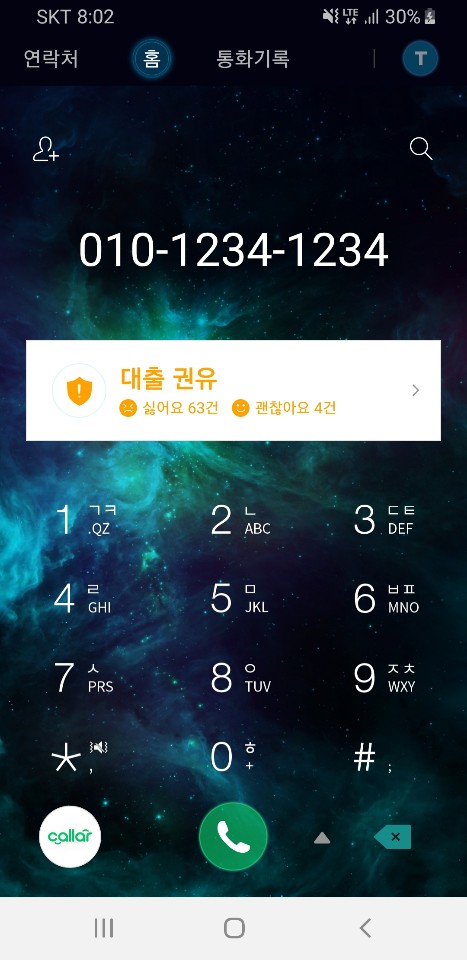 SKT 8:02 LTE 30%
연락처 홈 통화기록 T
010-1234-1234
대출 권유
싫어요 63건 괜찮아요 4건
1 ㄱㅋ .QZ 2 ㄴ ABC 3 ㄷㅌ DEF
4 ㄹ GHI 5 ㅁ JKL 6 ㅂㅍ MNO
7 ㅅ PRS 8 ㅇ TUV 9 ㅈㅊ WXY
* , 0 ㅎ + # ;
callar